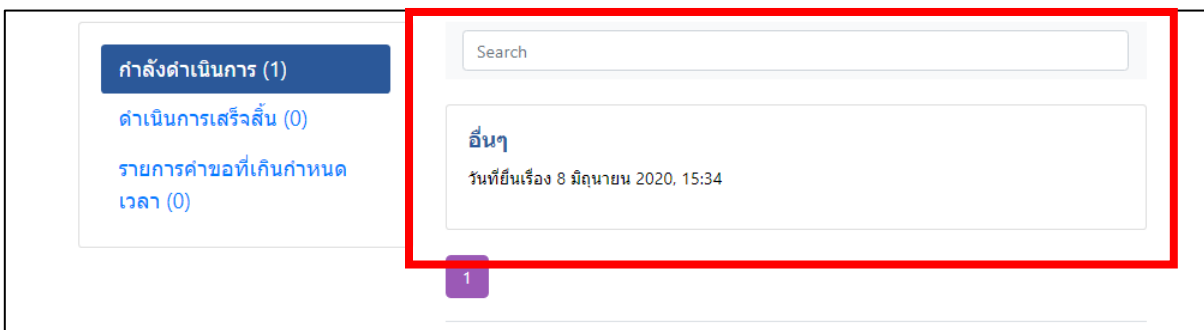 กำลังดำเนินการ (1)
ดำเนินการเสร็จสิ้น (0)
รายการคำขอที่เกินกำหนด
เวลา (0)
Search
อื่นๆ
วันที่ยื่นเรื่อง 8 มิถุนายน 2020, 15:34
1